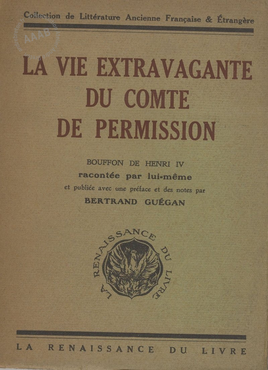 Collection de Littérature Ancienne Française & Étrangère
LA VIE EXTRAVAGANTE
DU COMTE
DE PERMISSION
BOUFFON DE HENRI IV
racontée par lui-même
et publiée avec une préface et des notes par
BERTRAND GUÉGAN
LA RENAISSANCE DU LIVRE
LA RENAISSANCE DU LIVRE